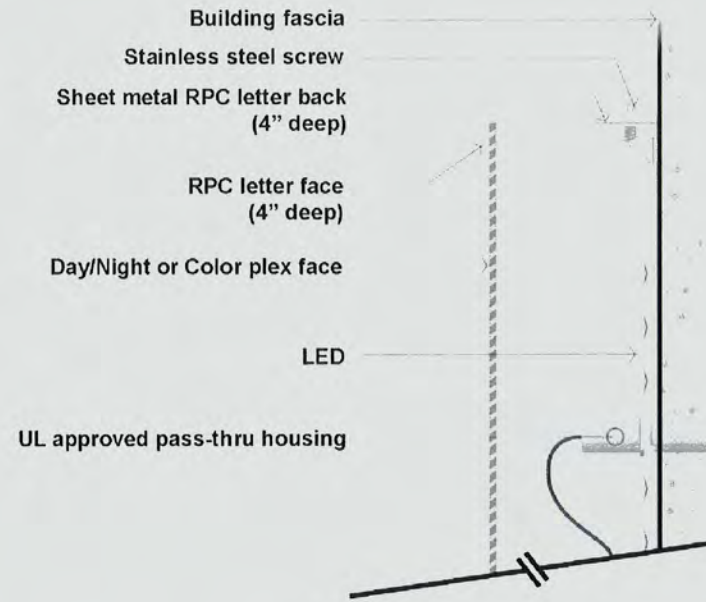 Building fascia
Stainless steel screw
Sheet metal RPC letter back
(4” deep)
RPC letter face
(4” deep)
Day/Night or Color plex face
LED
UL approved pass-thru housing